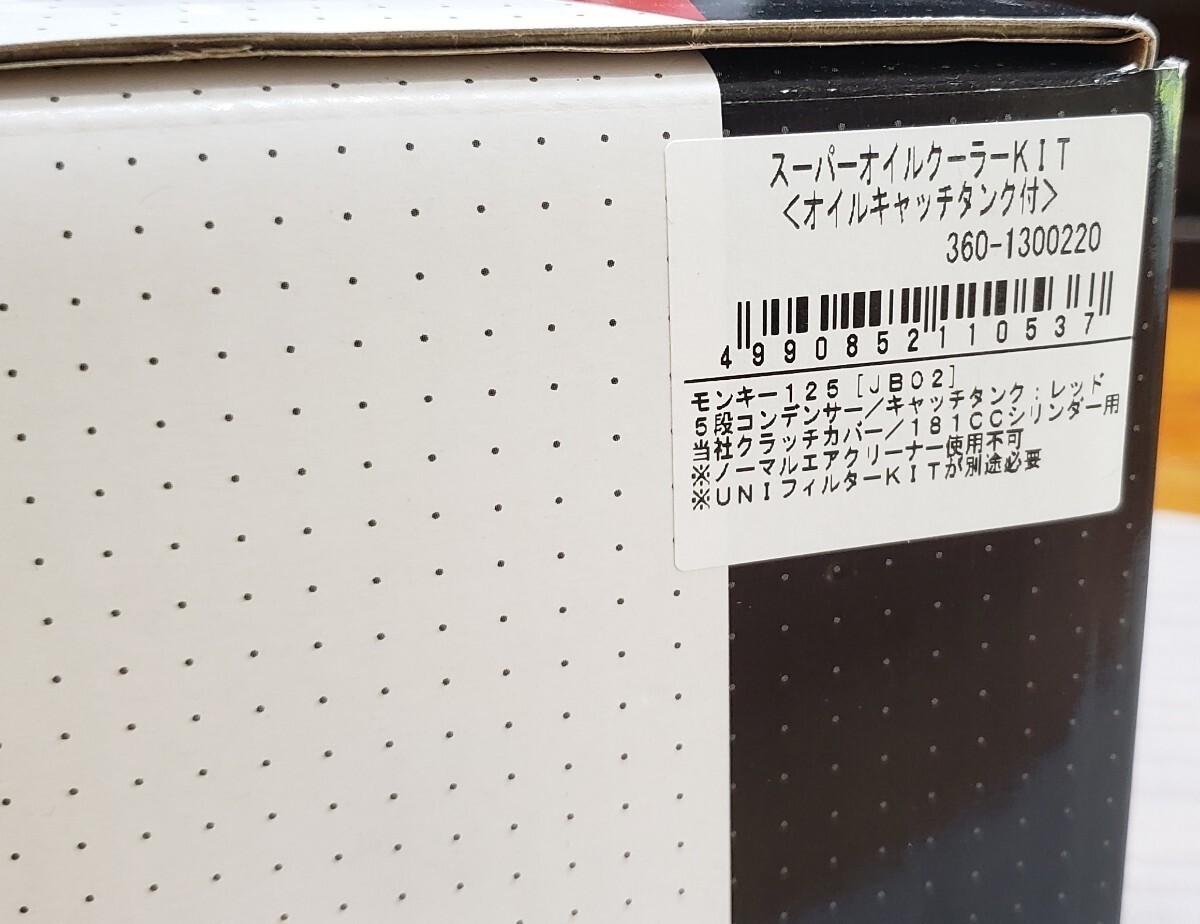 スーパーオイルクーラーKIT
<オイルキャッチタンク付>
360-1300220
4990852110537
モンキー125[JB02]
5段コンデンサー/キャッチタンク:レッド
当社クラッチカバー/181CCシリンダー用
※ノーマルエアクリーナー使用不可
※UNIフィルターKITが別途必要